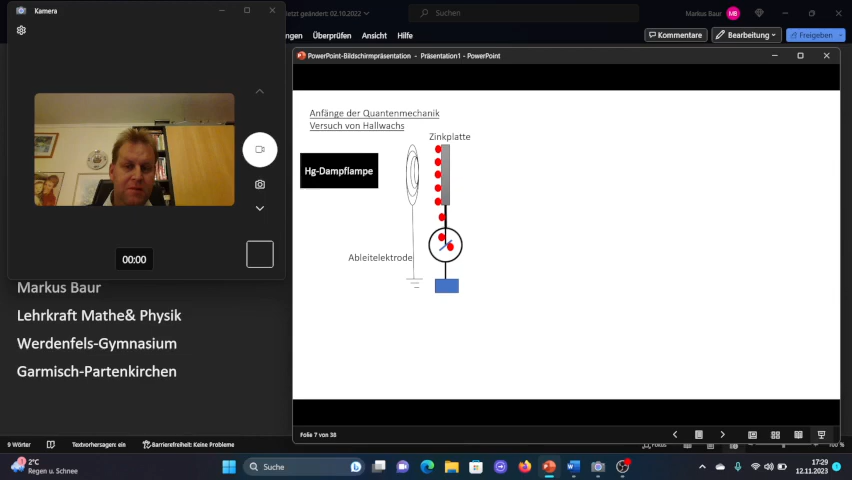 Kamera
jetzt geändert: 02.10.2022
Suchen
Markus Baur
MB
Überprüfen Ansicht Hilfe
Kommentare
Bearbeitung
Freigeben
PowerPoint-Bildschirmpräsentation - Präsentation1 - PowerPoint
Anfänge der Quantenmechanik
Versuch von Hallwachs
Zinkplatte
Hg-Dampflampe
Ableitelektrode
00:00
Markus Baur
Lehrkraft Mathe& Physik
Werdenfels-Gymnasium
Garmisch-Partenkirchen
Folie 7 von 38
9 Wörter
Textvorhersagen: ein
Barrierefreiheit: Keine Probleme
Fokus
100 %
2°C
Regen u. Schnee
Suche
17:29
12.11.2023